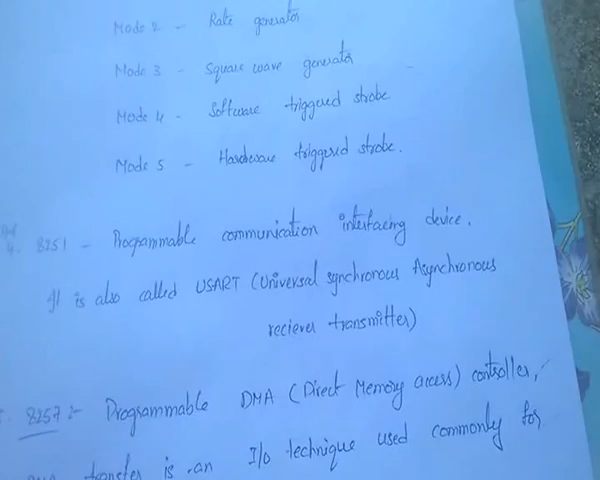 Mode 2 - Rate generator
Mode 3 - Square wave generator
Mode 4 - Software triggered strobe
Mode 5 - Hardware triggered strobe.
4. 8251 - Programmable communication interfacing device.
It is also called USART (Universal synchronous Asynchronous
reciever transmitter)
8257 :- Programmable DMA (Direct Memory access) controller,
transfer is an I/o technique used commonly for